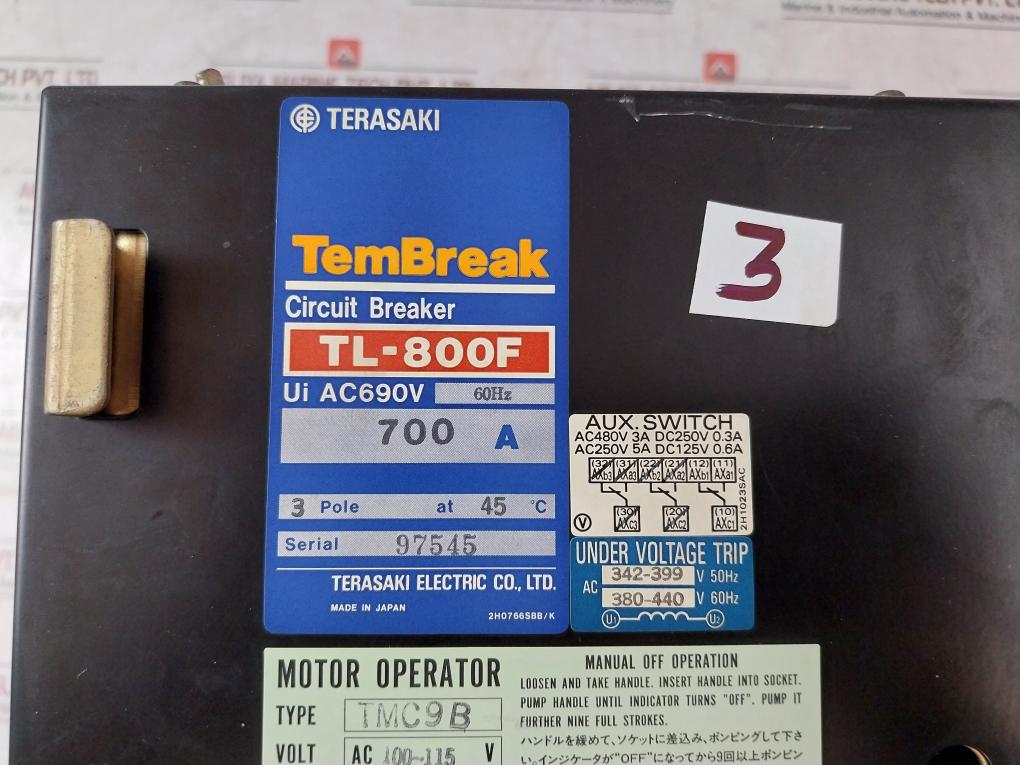 TERASAKI
TemBreak
Circuit Breaker
TL-800F
Ui AC690V 60Hz
700 A
3 Pole at 45 °C
Serial 97545
TERASAKI ELECTRIC CO., LTD.
MADE IN JAPAN
2H0766SBB/K
3
AUX. SWITCH
AC480V 3A DC250V 0.3A
AC250V 5A DC125V 0.6A
(32) (31) (22) (21) (12) (11)
AXb3 AXa3 AXb2 AXa2 AXb1 AXa1
(30) (20) (10)
AXc3 AXc2 AXc1
V
2H1023SAC
UNDER VOLTAGE TRIP
AC 342-399 V 50Hz
380-440 V 60Hz
U1 U2
MOTOR OPERATOR
TYPE TMC9B
VOLT AC 100-115 V
MANUAL OFF OPERATION
LOOSEN AND TAKE HANDLE. INSERT HANDLE INTO SOCKET.
PUMP HANDLE UNTIL INDICATOR TURNS "OFF". PUMP IT
FURTHER NINE FULL STROKES.
ハンドルを緩めて、ソケットに差込み、ポンピングして下さ
い。インジケータが"OFF"になってから9回以上ポンピン